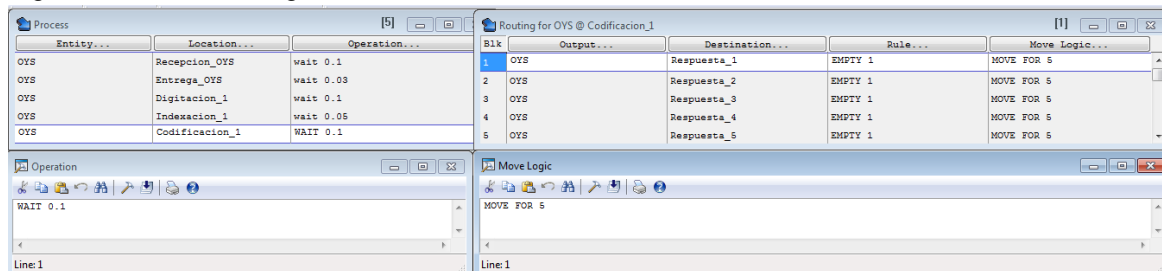 Process [5]
Entity... Location... Operation...
OYS Recepcion_OYS wait 0.1
OYS Entrega_OYS wait 0.03
OYS Digitacion_1 wait 0.1
OYS Indexacion_1 wait 0.05
OYS Codificacion_1 WAIT 0.1
Routing for OYS @ Codificacion_1 [1]
Blk Output... Destination... Rule... Move Logic...
1 OYS Respuesta_1 EMPTY 1 MOVE FOR 5
2 OYS Respuesta_2 EMPTY 1 MOVE FOR 5
3 OYS Respuesta_3 EMPTY 1 MOVE FOR 5
4 OYS Respuesta_4 EMPTY 1 MOVE FOR 5
5 OYS Respuesta_5 EMPTY 1 MOVE FOR 5
Operation
WAIT 0.1
Line: 1
Move Logic
MOVE FOR 5
Line: 1